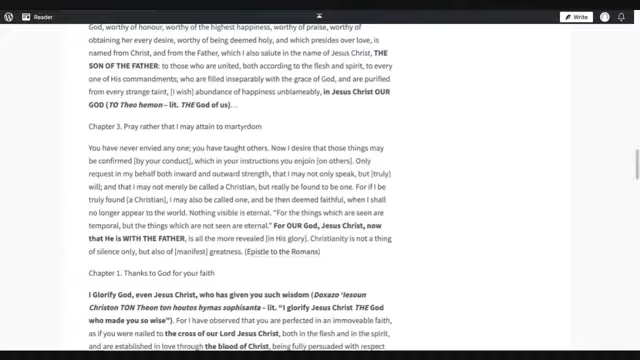 Reader
Write
God, worthy of honour, worthy of the highest happiness, worthy of praise, worthy of
obtaining her every desire, worthy of being deemed holy, and which presides over love, is
named from Christ, and from the Father, which I also salute in the name of Jesus Christ, THE
SON OF THE FATHER: to those who are united, both according to the flesh and spirit, to every
one of His commandments; who are filled inseparably with the grace of God, and are purified
from every strange taint, [I wish] abundance of happiness unblameably, in Jesus Christ OUR
GOD (TO Theo hemon – lit. THE God of us)…
Chapter 3. Pray rather that I may attain to martyrdom
You have never envied any one; you have taught others. Now I desire that those things may
be confirmed [by your conduct], which in your instructions you enjoin [on others]. Only
request in my behalf both inward and outward strength, that I may not only speak, but [truly]
will; and that I may not merely be called a Christian, but really be found to be one. For if I be
truly found [a Christian], I may also be called one, and be then deemed faithful, when I shall
no longer appear to the world. Nothing visible is eternal. "For the things which are seen are
temporal, but the things which are not seen are eternal." For OUR God, Jesus Christ, now
that He is WITH THE FATHER, is all the more revealed [in His glory]. Christianity is not a thing
of silence only, but also of [manifest] greatness. (Epistle to the Romans)
Chapter 1. Thanks to God for your faith
I Glorify God, even Jesus Christ, who has given you such wisdom (Doxazo 'Iesoun
Christon TON Theon ton houtos hymas sophisanta – lit. "I glorify Jesus Christ THE God
who made you so wise"). For I have observed that you are perfected in an immoveable faith,
as if you were nailed to the cross of our Lord Jesus Christ, both in the flesh and in the spirit,
and are established in love through the blood of Christ, being fully persuaded with respect